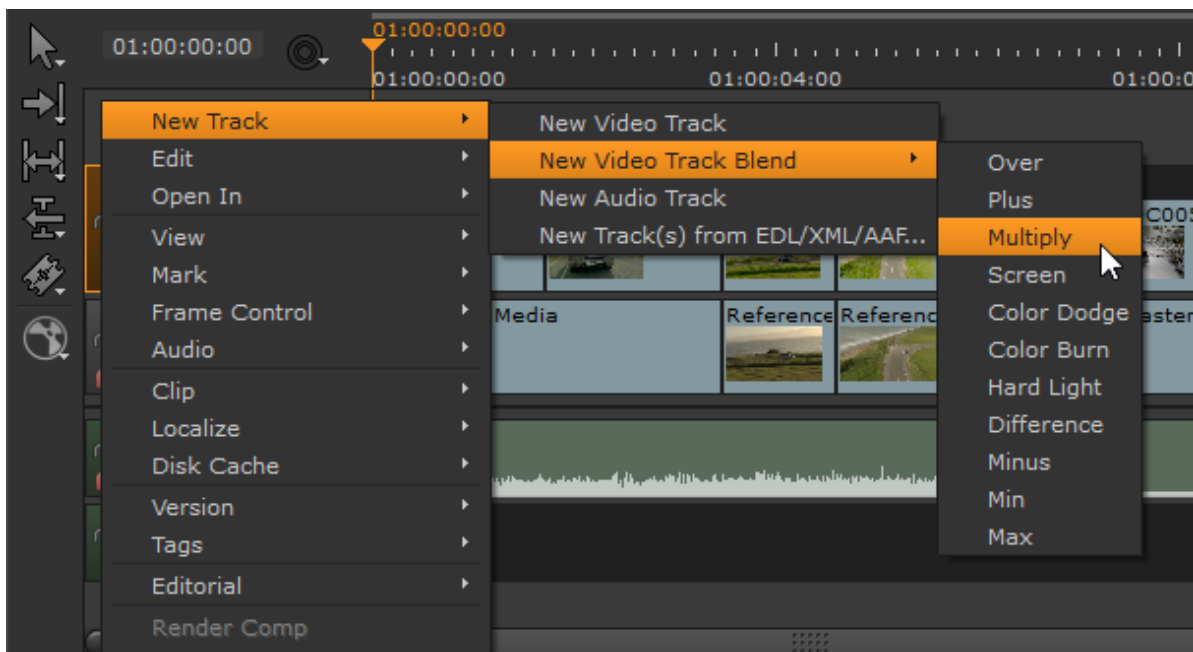 01:00:00:00
01:00:00:00
01:00:00:00
01:00:04:00
01:00:0
New Track
Edit
Open In
View
Mark
Frame Control
Audio
Clip
Localize
Disk Cache
Version
Tags
Editorial
Render Comp
New Video Track
New Video Track Blend
New Audio Track
New Track(s) from EDL/XML/AAF...
Over
Plus
Multiply
Screen
Color Dodge
Color Burn
Hard Light
Difference
Minus
Min
Max
C005
Media
Reference
Referenc
aster